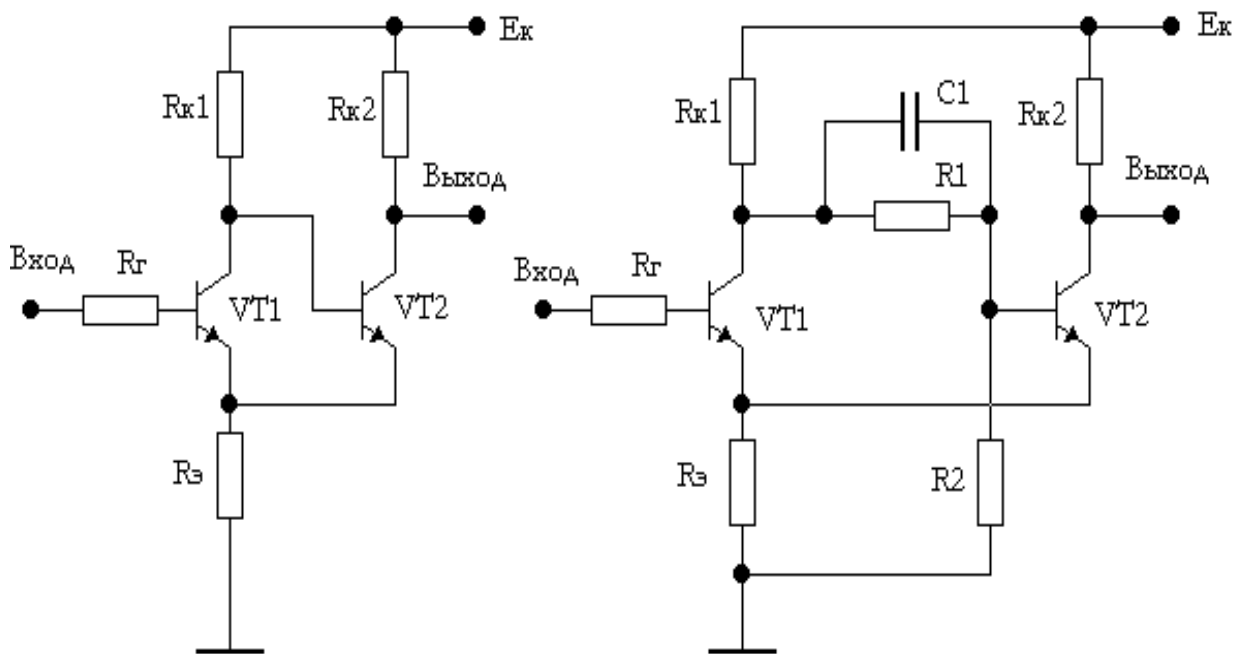 Ек
Rк1
Rк2
Выход
Вход
Rг
VT1
VT2
Rэ
Ек
C1
Rк1
Rк2
R1
Выход
Вход
Rг
VT1
VT2
Rэ
R2